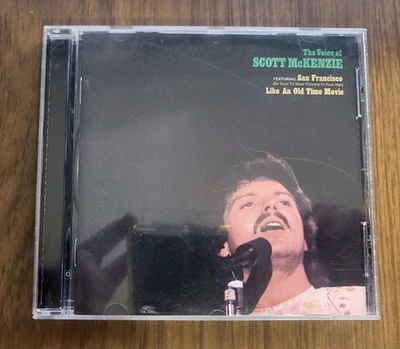 The Voice of
SCOTT McKENZIE
FEATURING: San Francisco
(Be Sure To Wear Flowers In Your Hair)
Like An Old Time Movie